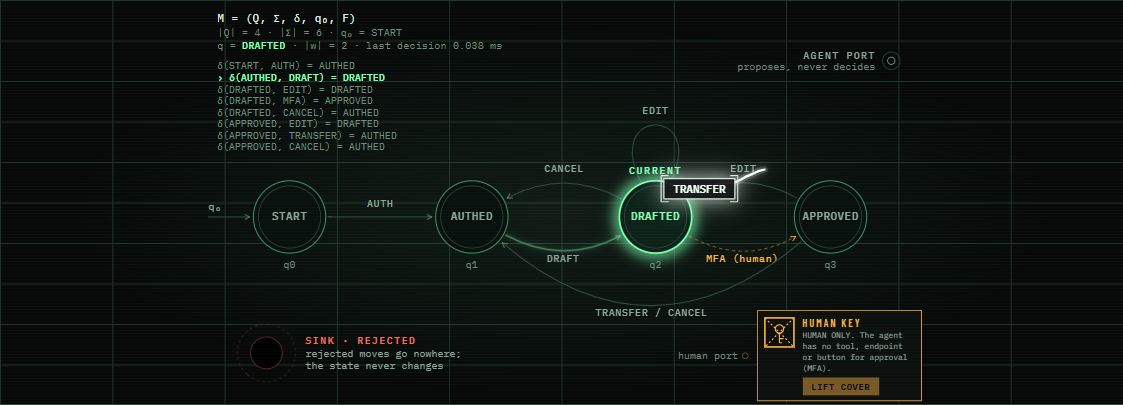 M = (Q, Σ, δ, q₀, F)
|Q| = 4 · |Σ| = 6 · q₀ = START
q = DRAFTED · |w| = 2 · last decision 0.038 ms
δ(START, AUTH) = AUTHED
› δ(AUTHED, DRAFT) = DRAFTED
δ(DRAFTED, EDIT) = DRAFTED
δ(DRAFTED, MFA) = APPROVED
δ(DRAFTED, CANCEL) = AUTHED
δ(APPROVED, EDIT) = DRAFTED
δ(APPROVED, TRANSFER) = AUTHED
δ(APPROVED, CANCEL) = AUTHED
AGENT PORT
proposes, never decides
EDIT
CANCEL
CURRENT
EDIT
TRANSFER
q₀
START
AUTH
AUTHED
DRAFTED
APPROVED
DRAFT
MFA (human)
q0
q1
q2
q3
TRANSFER / CANCEL
SINK · REJECTED
rejected moves go nowhere;
the state never changes
human port
HUMAN KEY
HUMAN ONLY. The agent
has no tool, endpoint
or button for approval
(MFA).
LIFT COVER